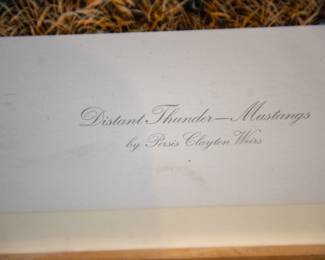 Distant Thunder—Mustangs
by Persis Clayton Weirs